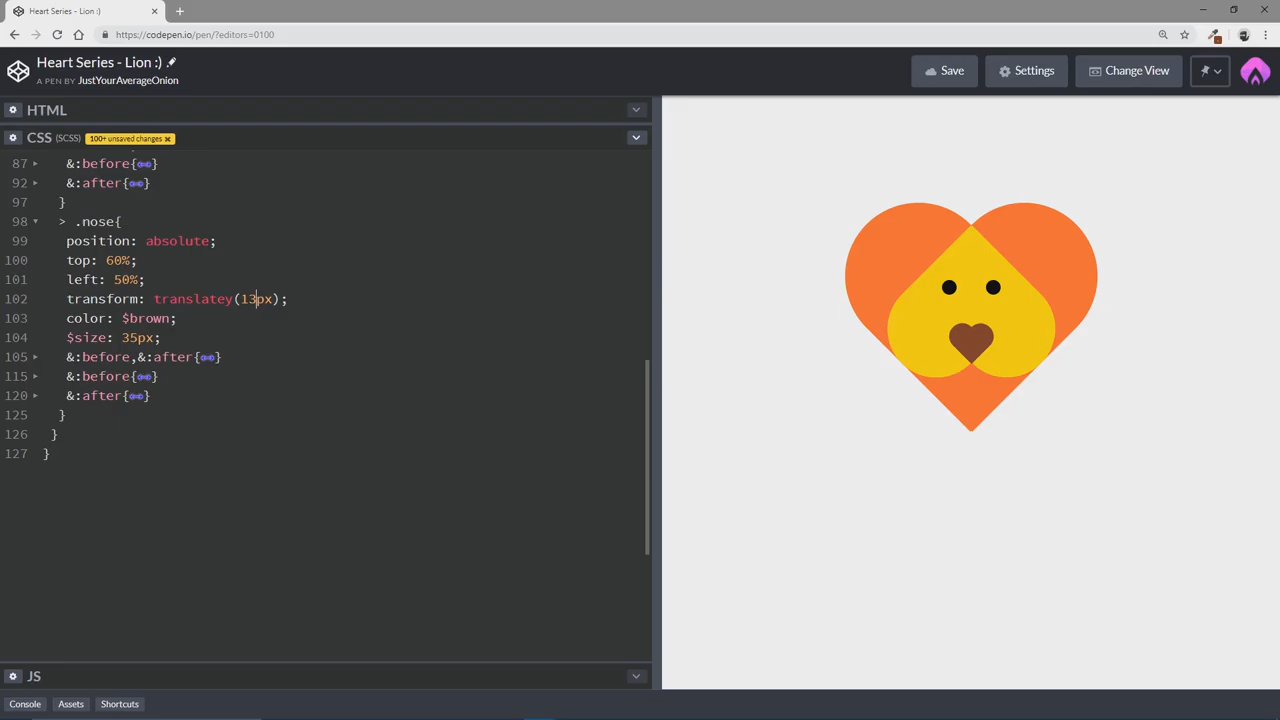 Heart Series - Lion :)
https://codepen.io/pen/?editors=0100
Heart Series - Lion :)
A PEN BY JustYourAverageOnion
Save
Settings
Change View
HTML
CSS (SCSS) 100+ unsaved changes ×
87 &:before{
92 &:after{ }
97 }
98 > .nose{
99 position: absolute;
100 top: 60%;
101 left: 50%;
102 transform: translatey(13px);
103 color: $brown;
104 $size: 35px;
105 &:before,&:after{ }
115 &:before{ }
120 &:after{ }
125 }
126 }
127 }
JS
Console Assets Shortcuts